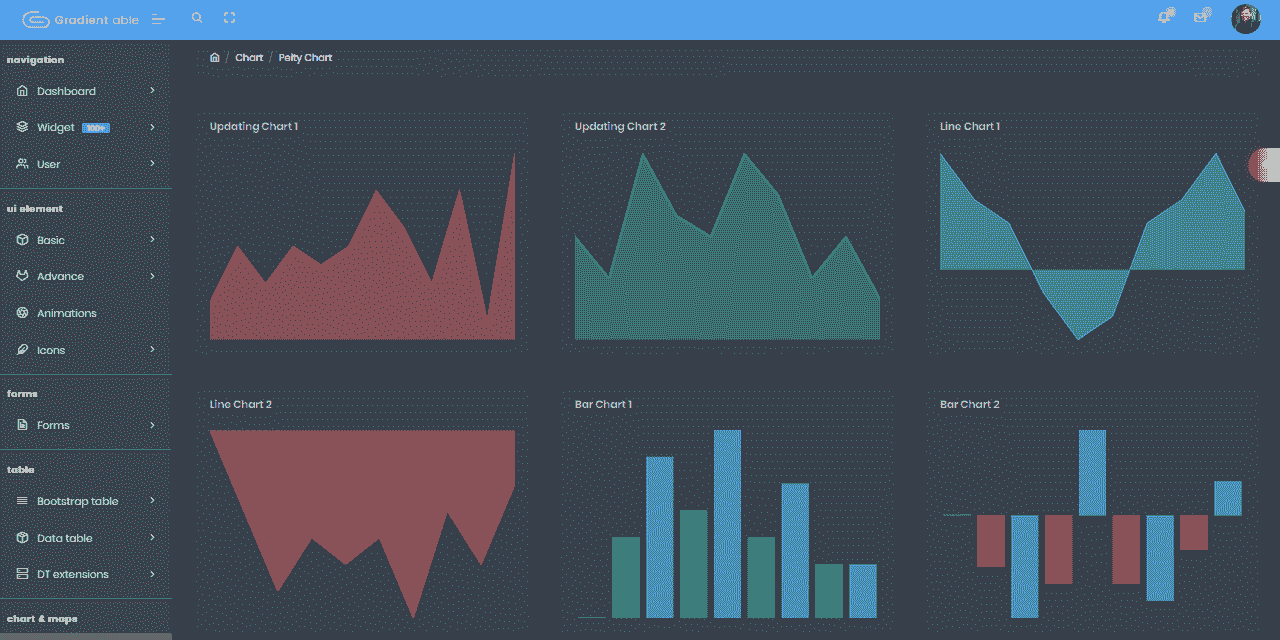 Gradient able
Chart / Pelty Chart
navigation
Dashboard
Widget 100+
User
ui element
Basic
Advance
Animations
Icons
forms
Forms
table
Bootstrap table
Data table
DT extensions
chart & maps
Updating Chart 1
Updating Chart 2
Line Chart 1
Line Chart 2
Bar Chart 1
Bar Chart 2